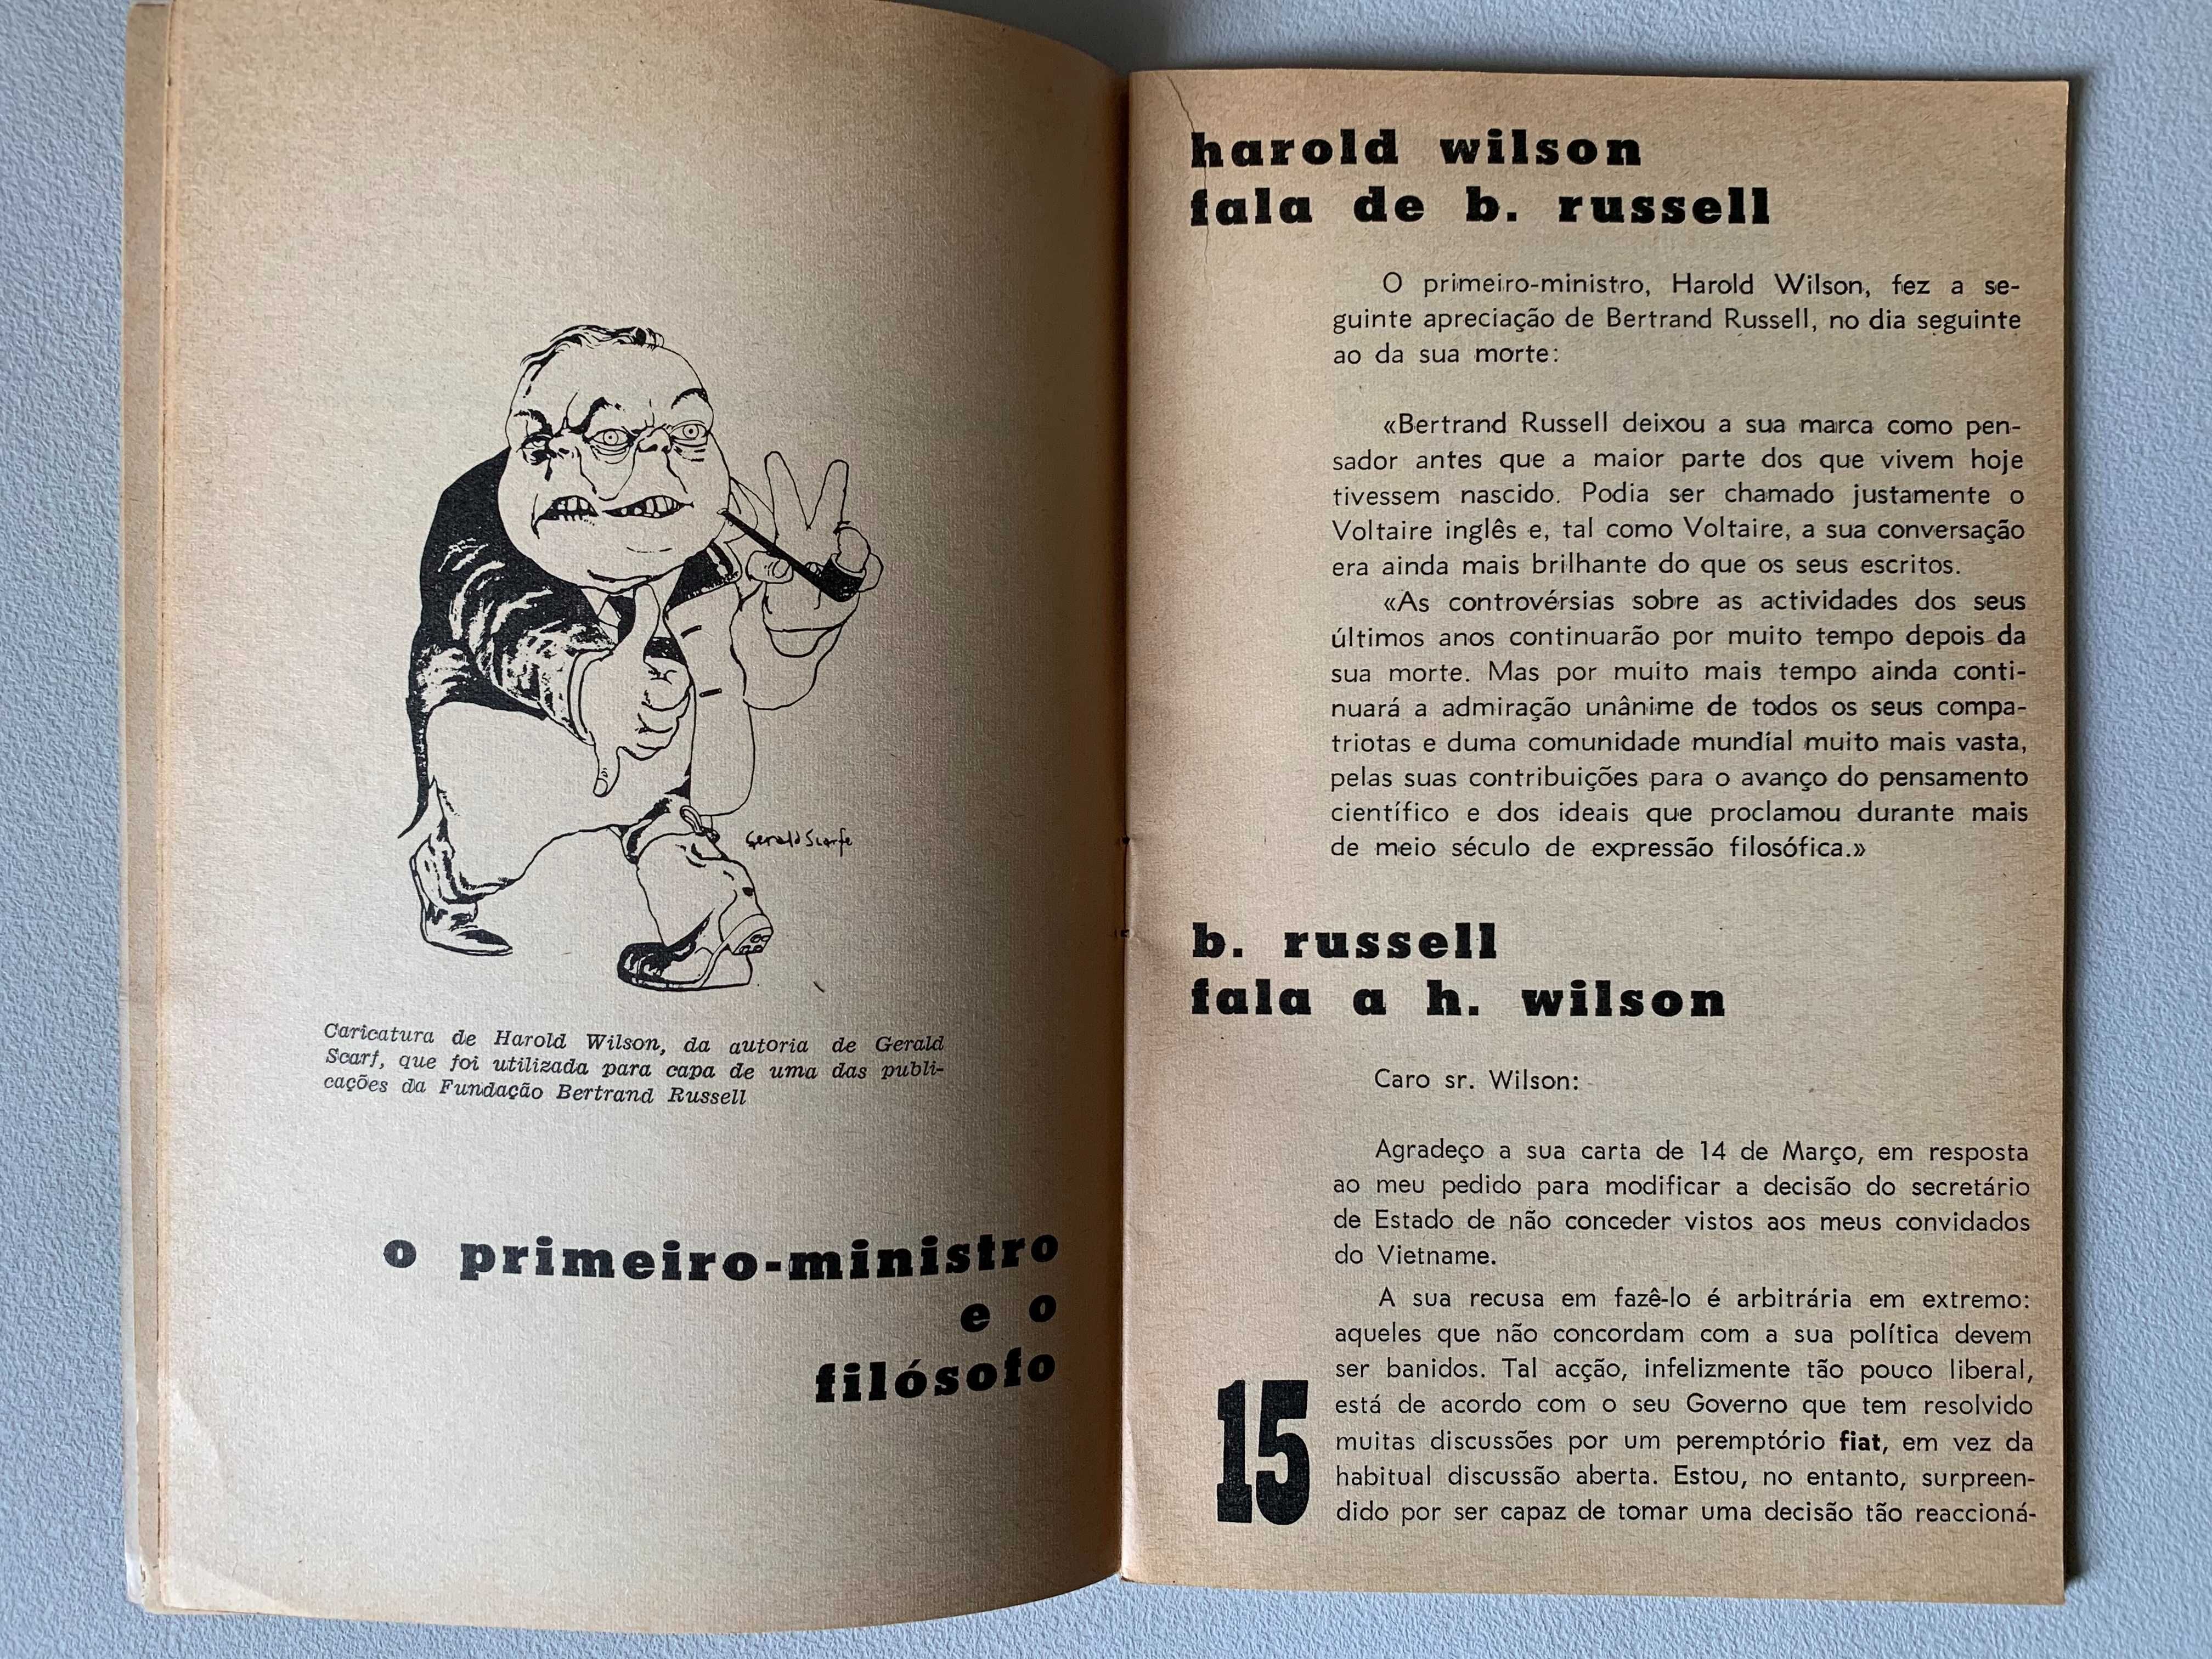 Gerald Scarfe
Caricatura de Harold Wilson, da autoria de Gerald
Scarf, que foi utilizada para capa de uma das publi-
cações da Fundação Bertrand Russell
o primeiro-ministro
e o
filósofo
harold wilson
fala de b. russell
O primeiro-ministro, Harold Wilson, fez a se-
guinte apreciação de Bertrand Russell, no dia seguinte
ao da sua morte:
«Bertrand Russell deixou a sua marca como pen-
sador antes que a maior parte dos que vivem hoje
tivessem nascido. Podia ser chamado justamente o
Voltaire inglês e, tal como Voltaire, a sua conversação
era ainda mais brilhante do que os seus escritos.
«As controvérsias sobre as actividades dos seus
últimos anos continuarão por muito tempo depois da
sua morte. Mas por muito mais tempo ainda conti-
nuará a admiração unânime de todos os seus compa-
triotas e duma comunidade mundíal muito mais vasta,
pelas suas contribuições para o avanço do pensamento
científico e dos ideais que proclamou durante mais
de meio século de expressão filosófica.»
b. russell
fala a h. wilson
Caro sr. Wilson:
Agradeço a sua carta de 14 de Março, em resposta
ao meu pedido para modificar a decisão do secretário
de Estado de não conceder vistos aos meus convidados
do Vietname.
A sua recusa em fazê-lo é arbitrária em extremo:
aqueles que não concordam com a sua política devem
ser banidos. Tal acção, infelizmente tão pouco liberal,
está de acordo com o seu Governo que tem resolvido
muitas discussões por um peremptório fiat, em vez da
habitual discussão aberta. Estou, no entanto, surpreen-
dido por ser capaz de tomar uma decisão tão reaccioná-
15